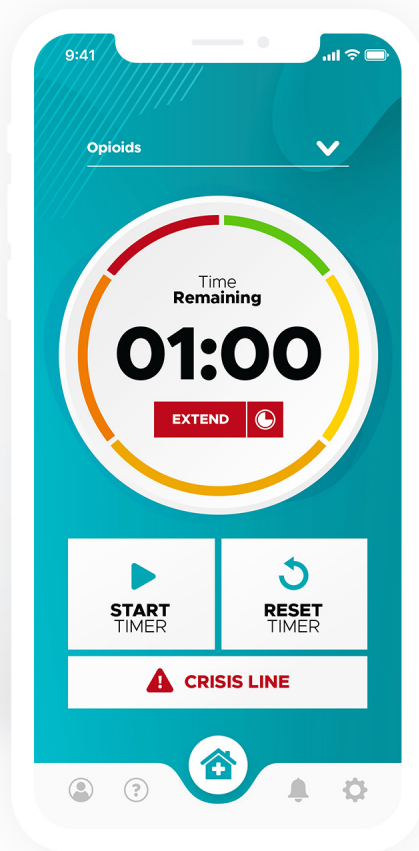 9:41
Opioids
Time
Remaining
01:00
EXTEND
START
TIMER
RESET
TIMER
CRISIS LINE